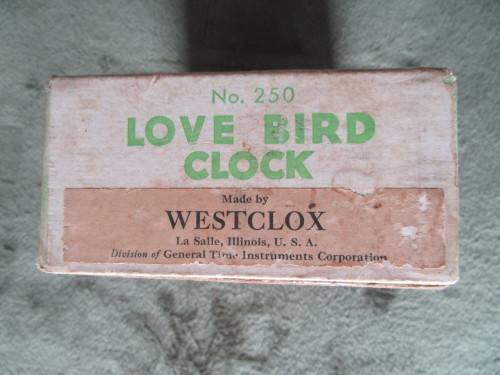 No. 250
LOVE BIRD
CLOCK
Made by
WESTCLOX
La Salle, Illinois, U. S. A.
Division of General Time Instruments Corporation